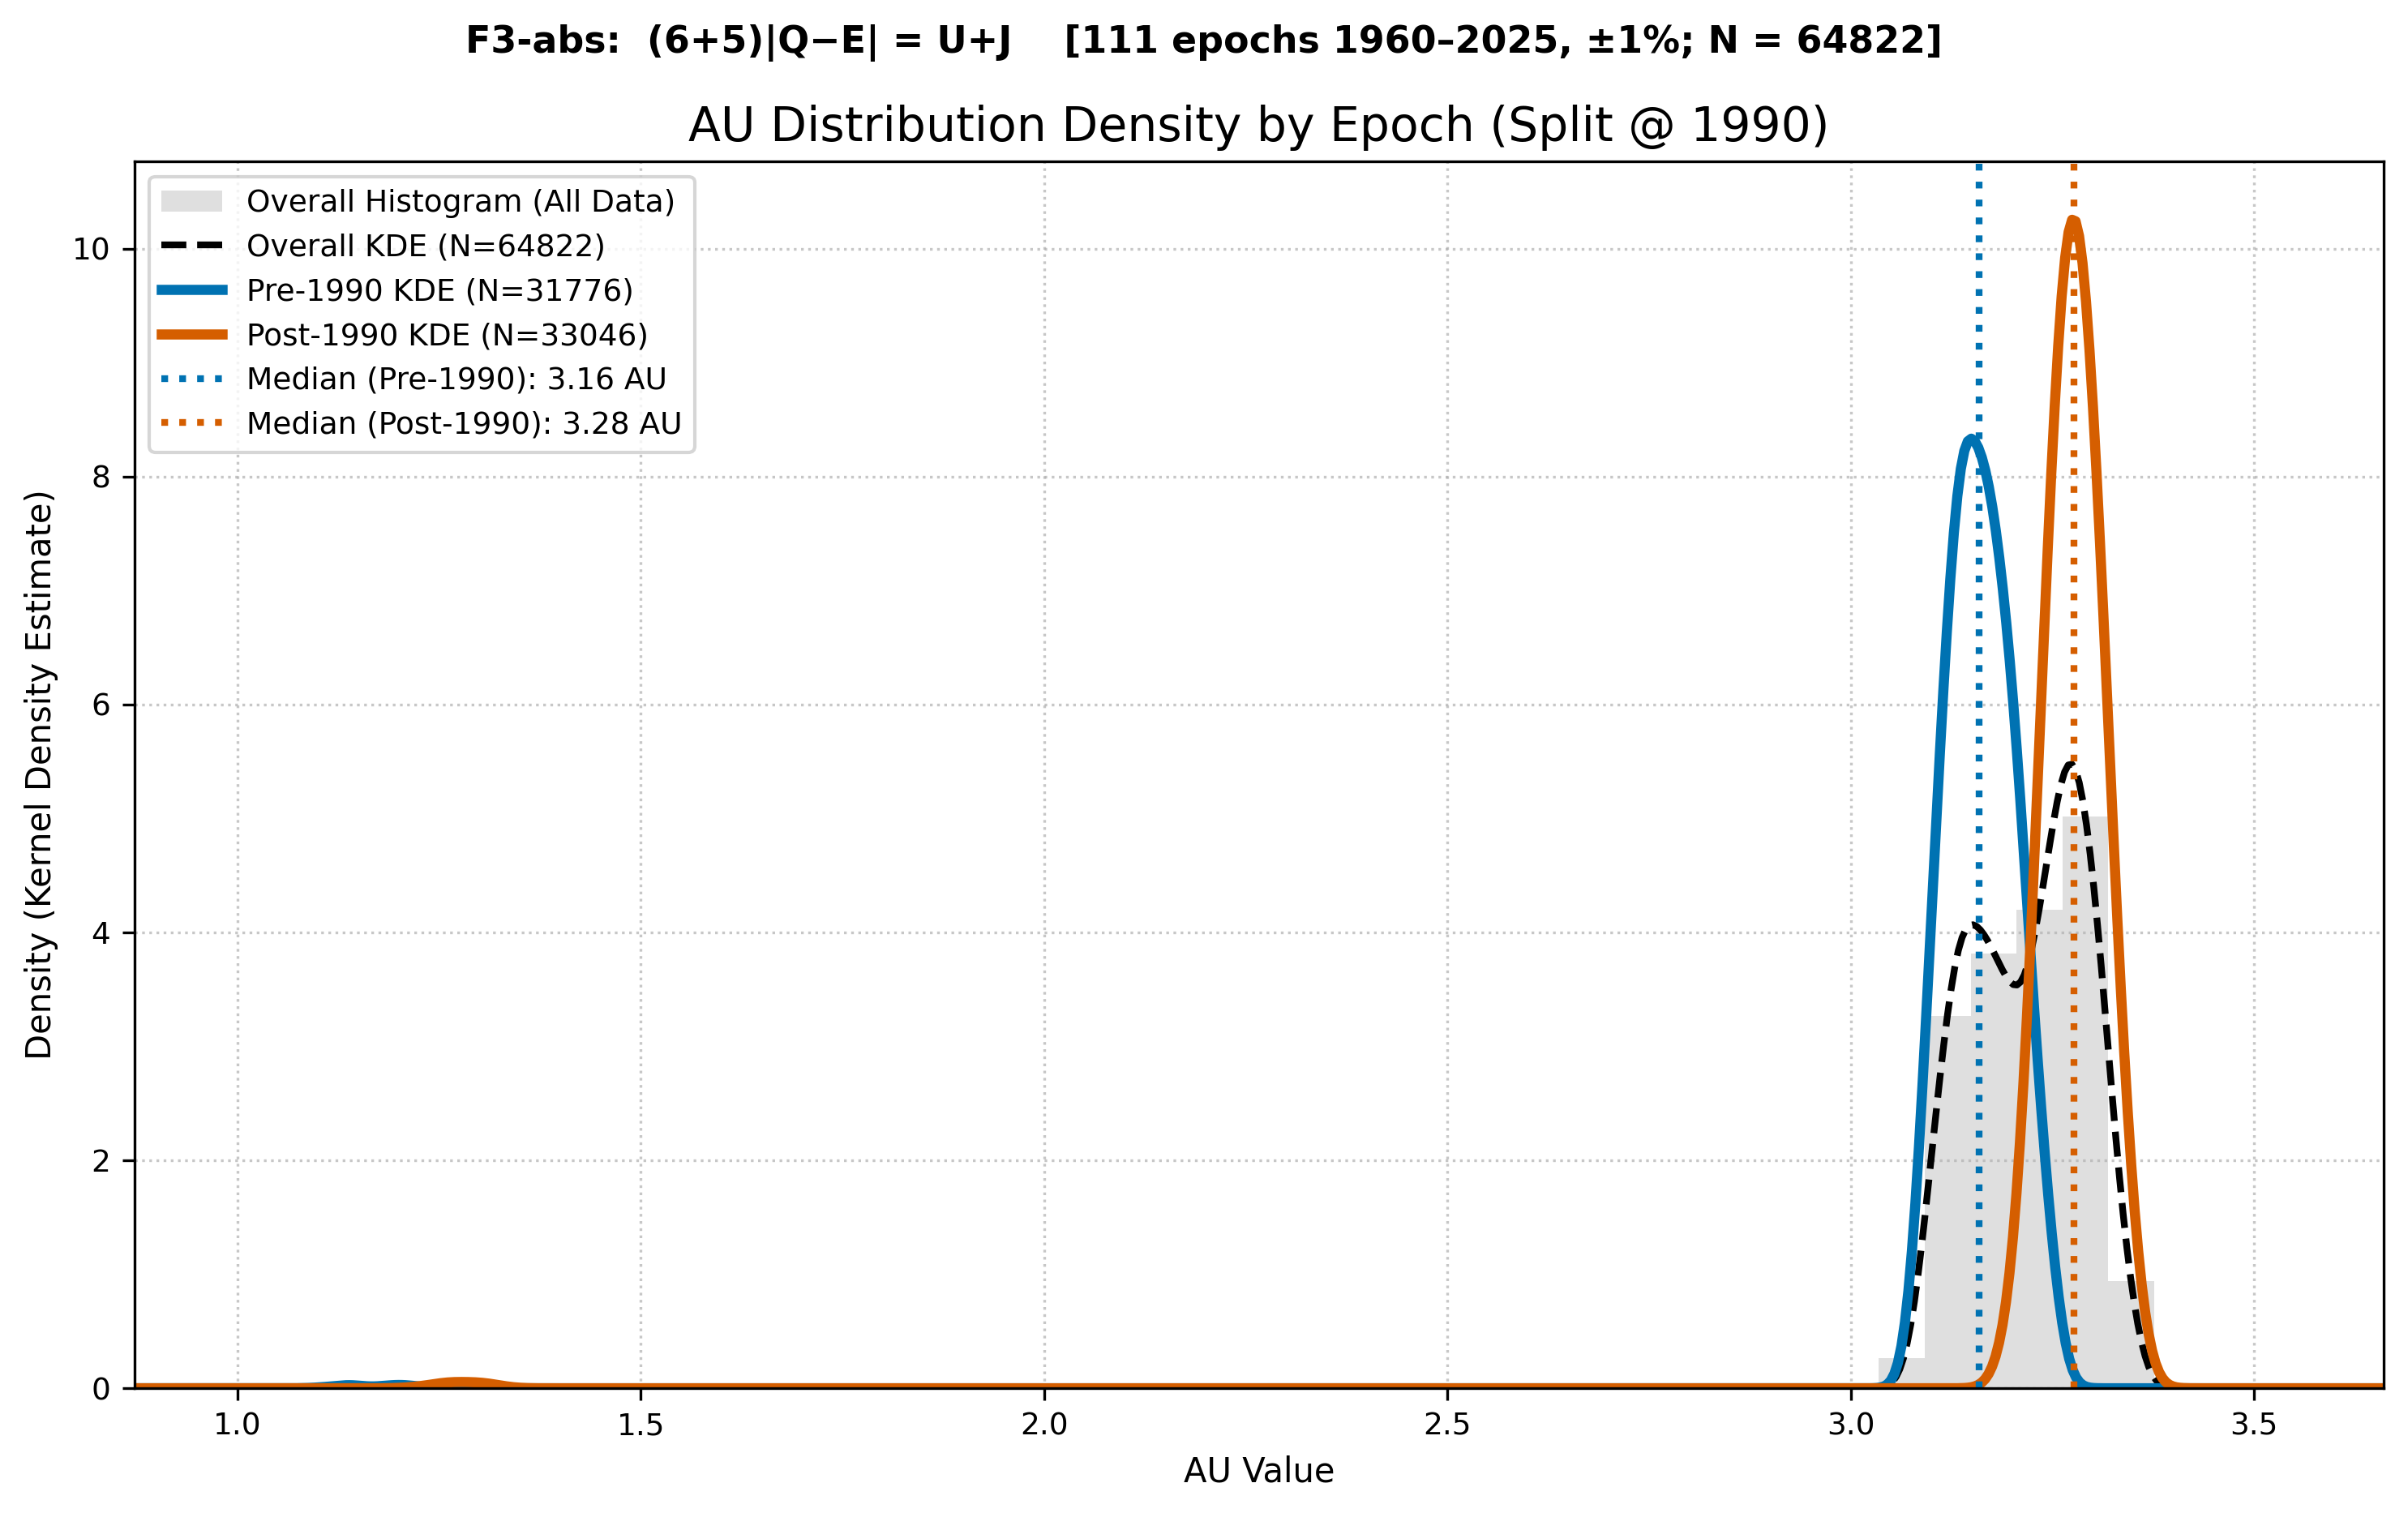 F3-abs:  (6+5)|Q−E| = U+J    [111 epochs 1960–2025, ±1%; N = 64822]
AU Distribution Density by Epoch (Split @ 1990)
Overall Histogram (All Data)
Overall KDE (N=64822)
Pre-1990 KDE (N=31776)
Post-1990 KDE (N=33046)
Median (Pre-1990): 3.16 AU
Median (Post-1990): 3.28 AU
Density (Kernel Density Estimate)
10
8
6
4
2
0
1.0 1.5 2.0 2.5 3.0 3.5
AU Value